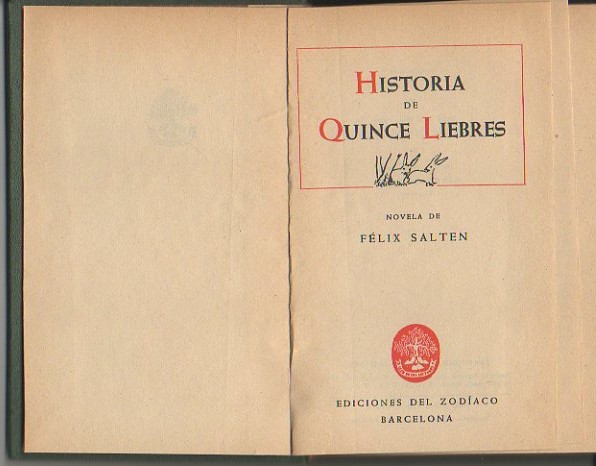 HISTORIA
DE
QUINCE LIEBRES
NOVELA DE
FÉLIX SALTEN
EDICIONES DEL ZODÍACO
BARCELONA